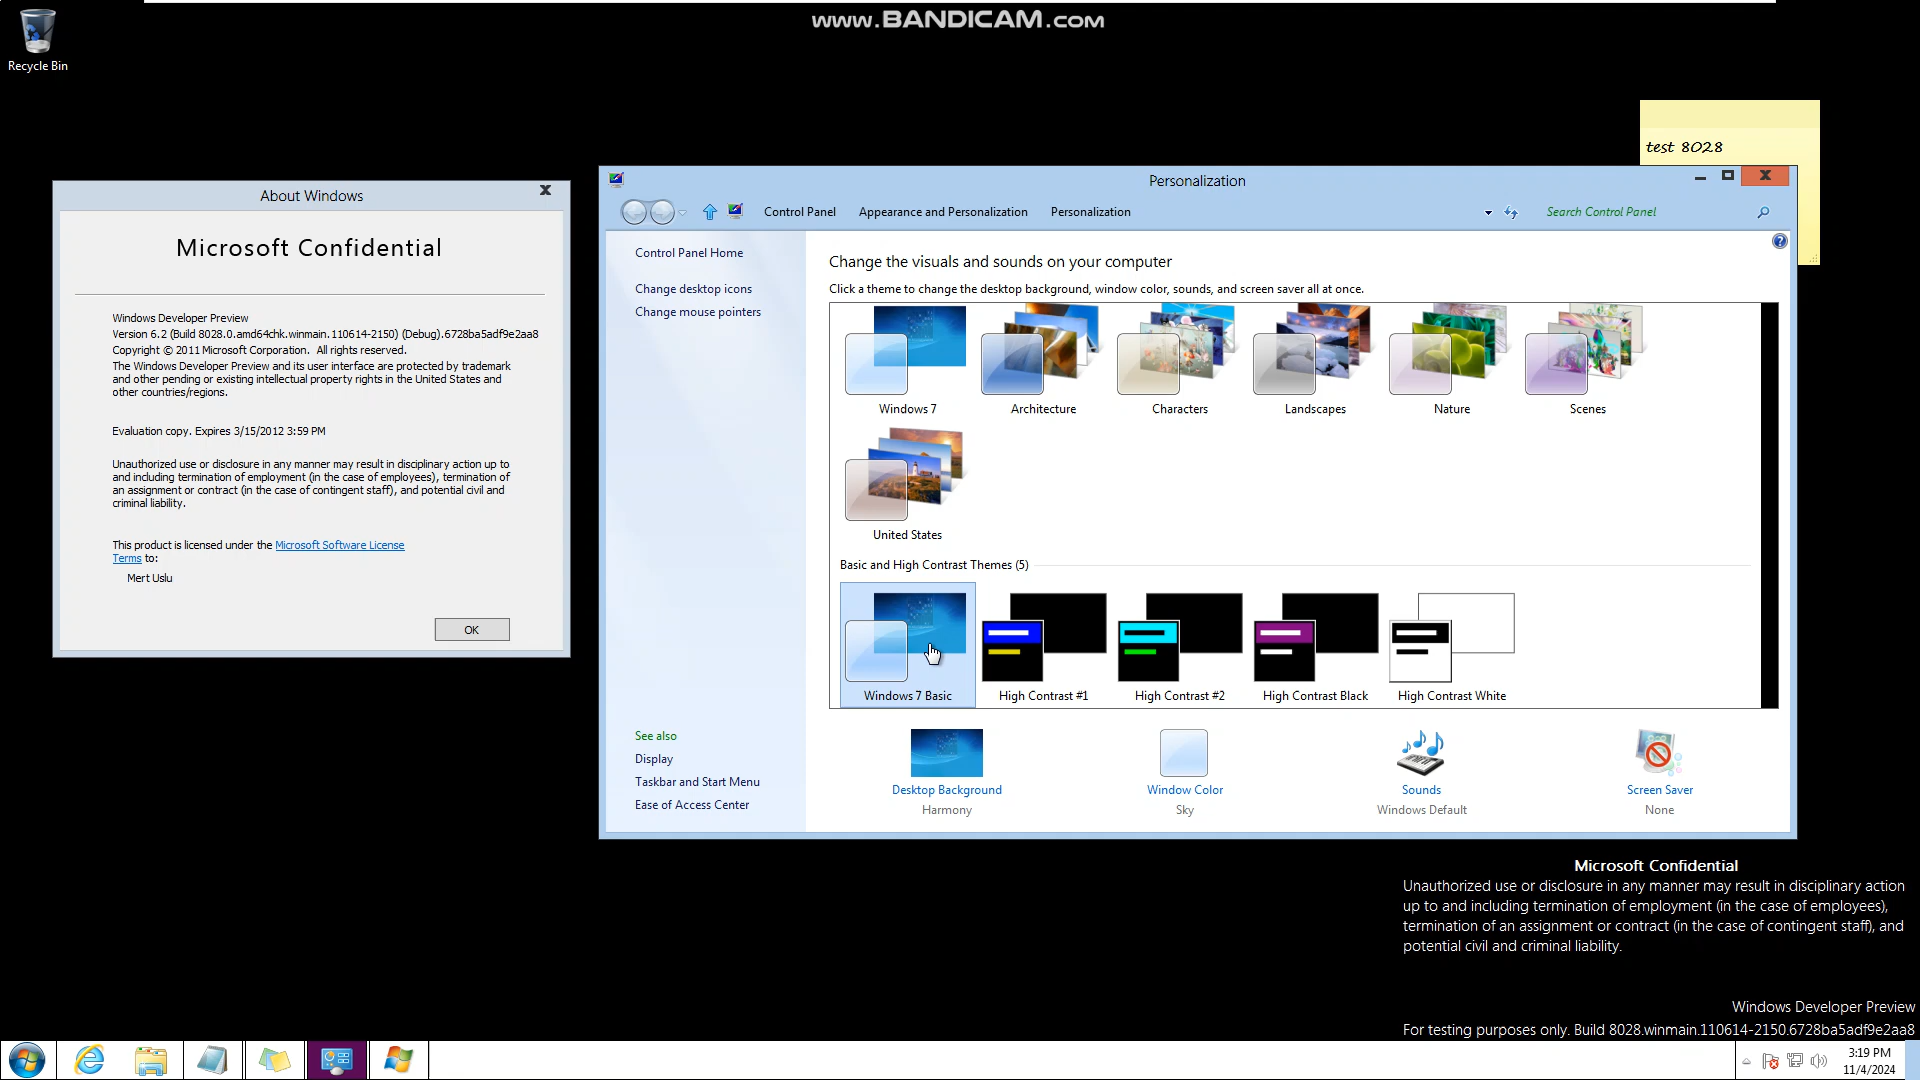 www.BANDICAM.com
Recycle Bin
test 8028
About Windows
Microsoft Confidential
Windows Developer Preview
Version 6.2 (Build 8028.0.amd64chk.winmain.110614-2150) (Debug).6728ba5adf9e2aa8
Copyright © 2011 Microsoft Corporation. All rights reserved.
The Windows Developer Preview and its user interface are protected by trademark
and other pending or existing intellectual property rights in the United States and
other countries/regions.
Evaluation copy. Expires 3/15/2012 3:59 PM
Unauthorized use or disclosure in any manner may result in disciplinary action up to
and including termination of employment (in the case of employees), termination of
an assignment or contract (in the case of contingent staff), and potential civil and
criminal liability.
This product is licensed under the Microsoft Software License
Terms to:
Mert Uslu
OK
Personalization
Control Panel Appearance and Personalization Personalization
Search Control Panel
Control Panel Home
Change desktop icons
Change mouse pointers
See also
Display
Taskbar and Start Menu
Ease of Access Center
Change the visuals and sounds on your computer
Click a theme to change the desktop background, window color, sounds, and screen saver all at once.
Windows 7 Architecture Characters Landscapes Nature Scenes
United States
Basic and High Contrast Themes (5)
Windows 7 Basic High Contrast #1 High Contrast #2 High Contrast Black High Contrast White
Desktop Background Window Color Sounds Screen Saver
Harmony Sky Windows Default None
Microsoft Confidential
Unauthorized use or disclosure in any manner may result in disciplinary action
up to and including termination of employment (in the case of employees),
termination of an assignment or contract (in the case of contingent staff), and
potential civil and criminal liability.
Windows Developer Preview
For testing purposes only. Build 8028.winmain.110614-2150.6728ba5adf9e2aa8
3:19 PM
11/4/2024